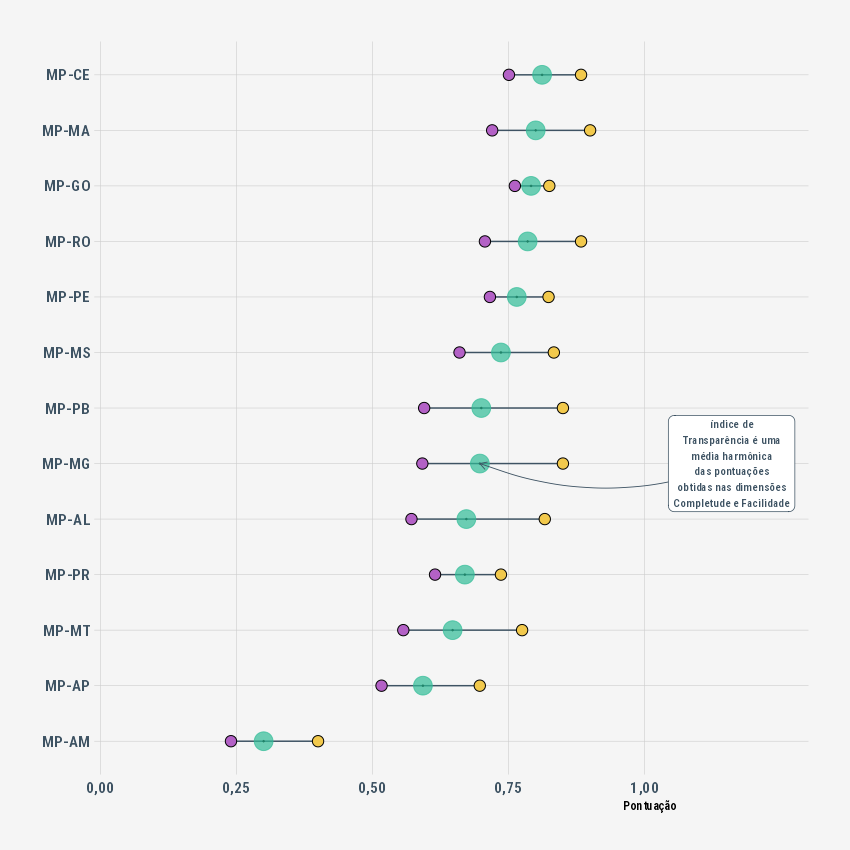 MP-CE
MP-MA
MP-GO
MP-RO
MP-PE
MP-MS
MP-PB
MP-MG
MP-AL
MP-PR
MP-MT
MP-AP
MP-AM
índice de
Transparência é uma
média harmônica
das pontuações
obtidas nas dimensões
Completude e Facilidade
0,00 0,25 0,50 0,75 1,00
Pontuação